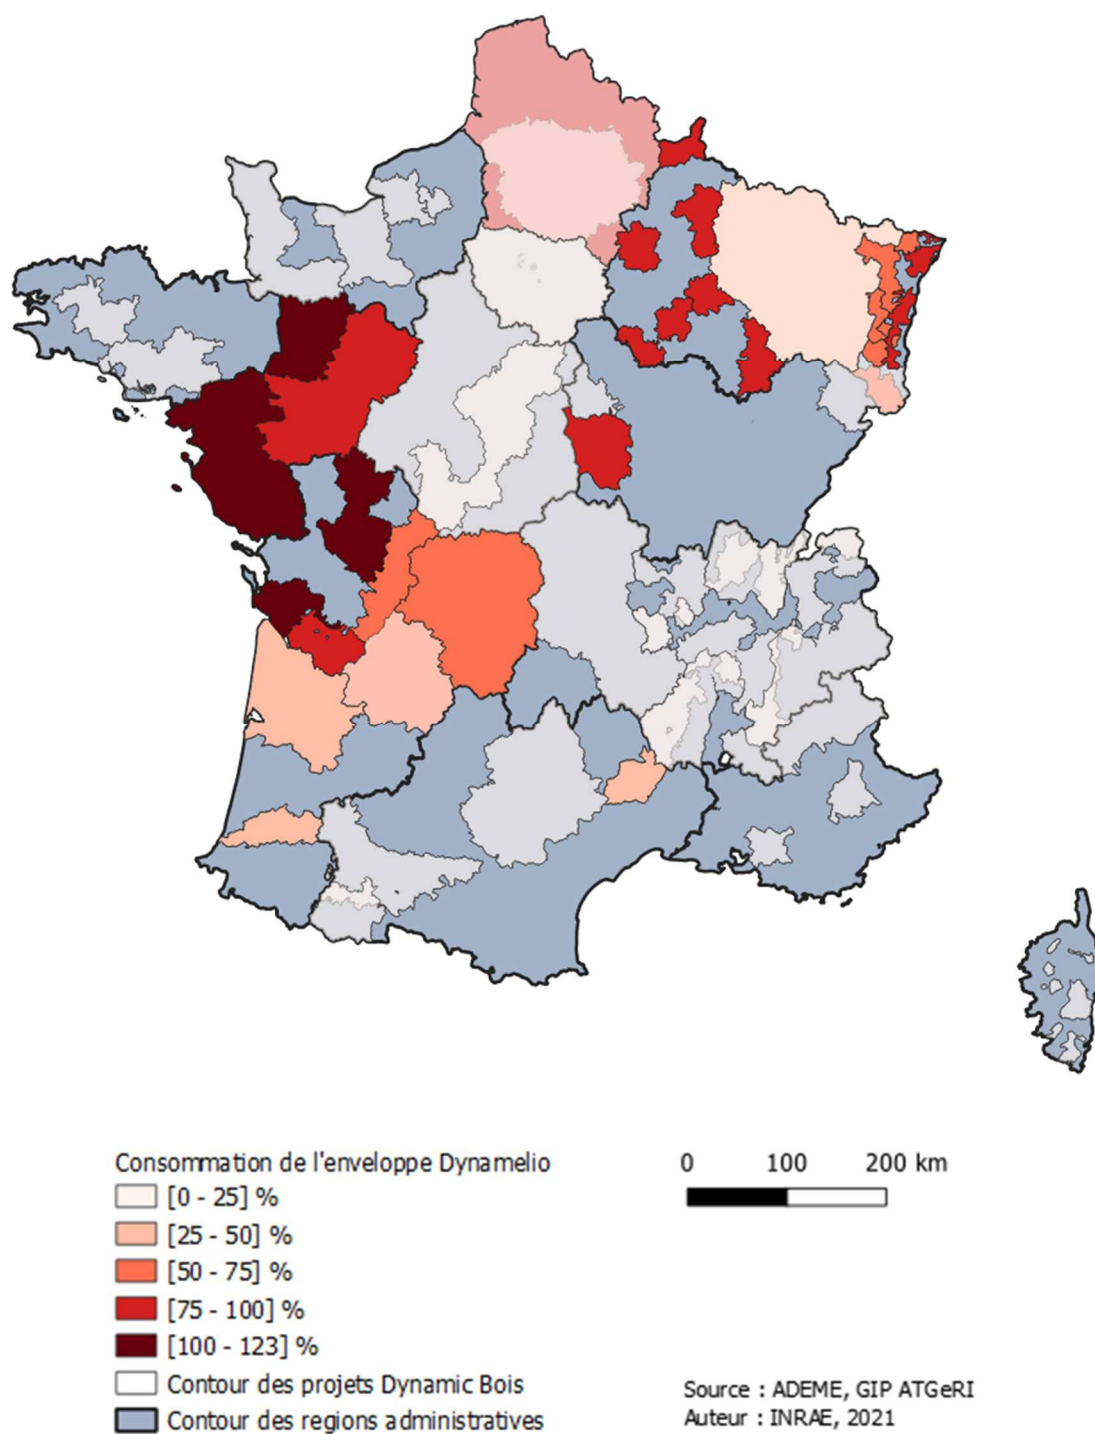 Consommation de l'enveloppe Dynamelio
[0 - 25] %
[25 - 50] %
[50 - 75] %
[75 - 100] %
[100 - 123] %
Contour des projets Dynamic Bois
Contour des regions administratives
0 100 200 km
Source : ADEME, GIP ATGeRI
Auteur : INRAE, 2021